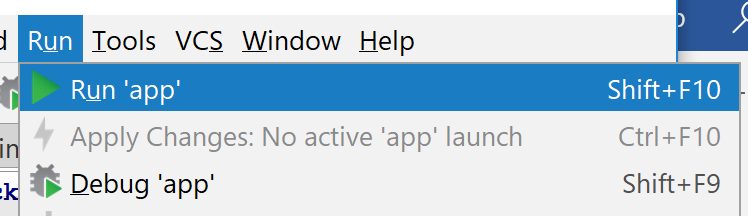 Run Tools VCS Window Help
Run 'app' Shift+F10
Apply Changes: No active 'app' launch Ctrl+F10
Debug 'app' Shift+F9